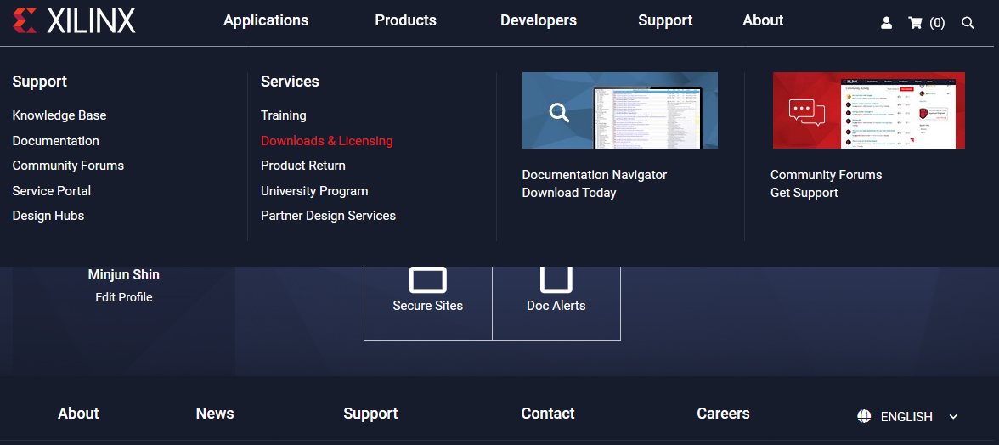 XILINX
Applications Products Developers Support About (0)
Support
Knowledge Base
Documentation
Community Forums
Service Portal
Design Hubs
Services
Training
Downloads & Licensing
Product Return
University Program
Partner Design Services
Documentation Navigator
Download Today
Community Forums
Get Support
Minjun Shin
Edit Profile
Secure Sites
Doc Alerts
About News Support Contact Careers ENGLISH